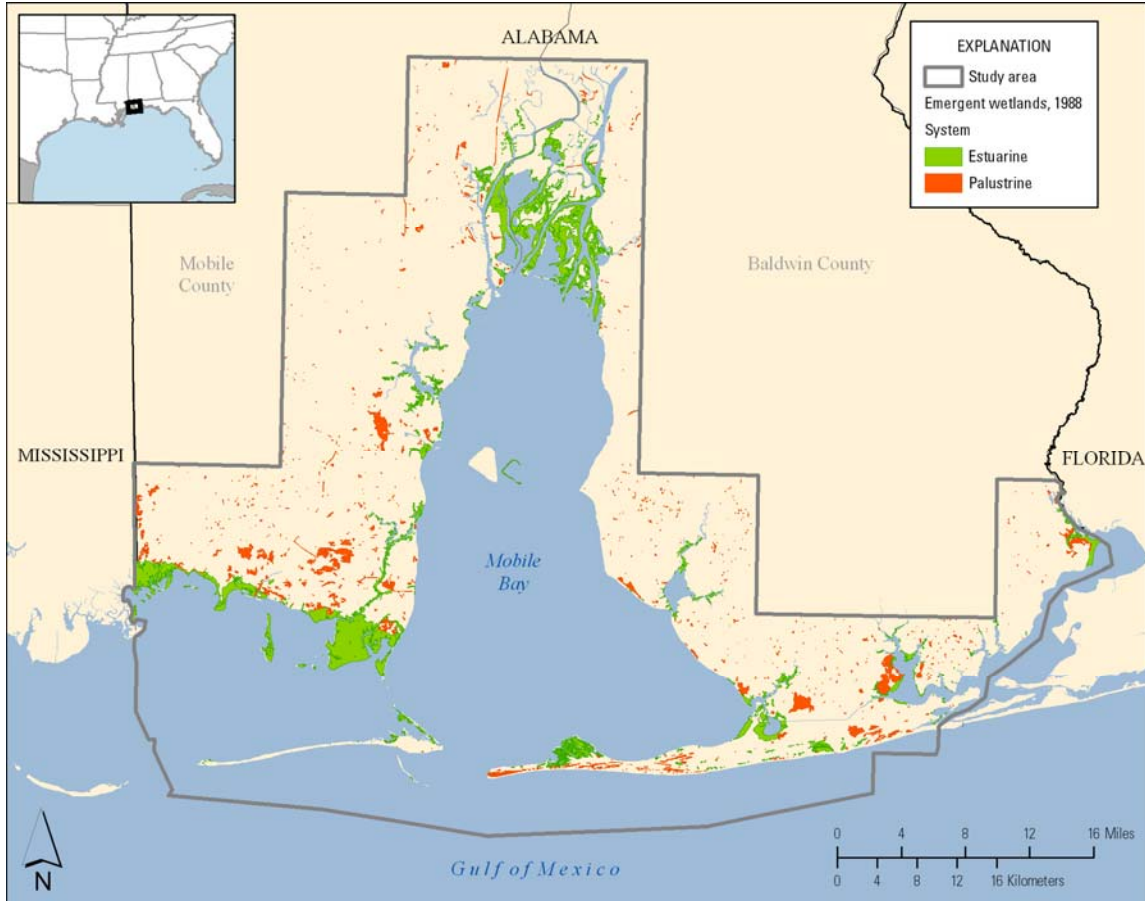 ALABAMA
EXPLANATION
Study area
Emergent wetlands, 1988
System
Estuarine
Palustrine
Mobile
County
Baldwin County
MISSISSIPPI
FLORIDA
Mobile
Bay
0 4 8 12 16 Miles
0 4 8 12 16 Kilometers
Gulf of Mexico
N